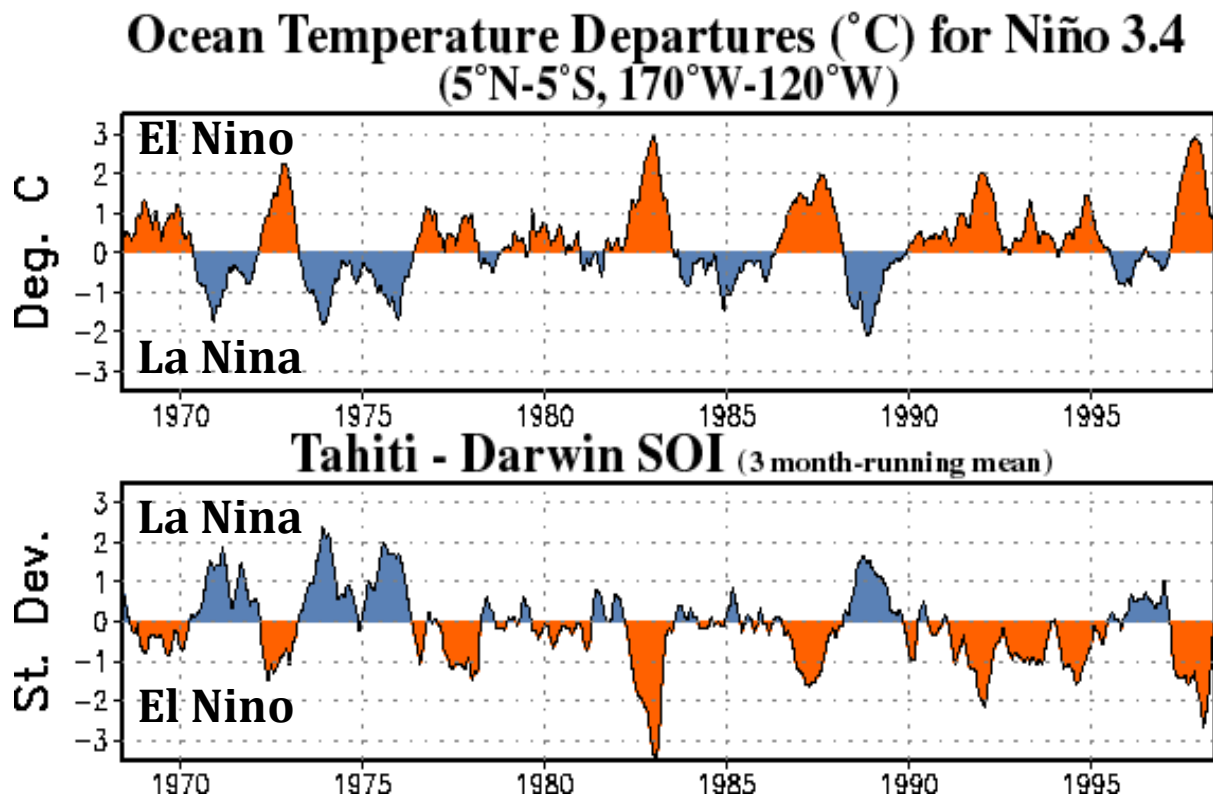 Ocean Temperature Departures (˚C) for Niño 3.4
(5˚N-5˚S, 170˚W-120˚W)
Deg. C
El Nino
La Nina
3
2
1
0
−1
−2
−3
1970 1975 1980 1985 1990 1995
Tahiti - Darwin SOI (3 month-running mean)
St. Dev.
La Nina
El Nino
3
2
1
0
−1
−2
−3
1970 1975 1980 1985 1990 1995